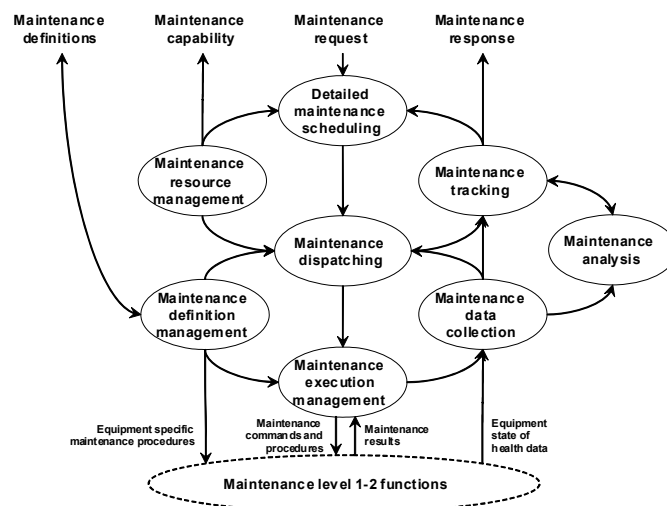 Maintenance
definitions
Maintenance
capability
Maintenance
request
Maintenance
response
Detailed
maintenance
scheduling
Maintenance
resource
management
Maintenance
tracking
Maintenance
dispatching
Maintenance
analysis
Maintenance
definition
management
Maintenance
data
collection
Maintenance
execution
management
Equipment specific
maintenance procedures
Maintenance
commands and
procedures
Maintenance
results
Equipment
state of
health data
Maintenance level 1-2 functions